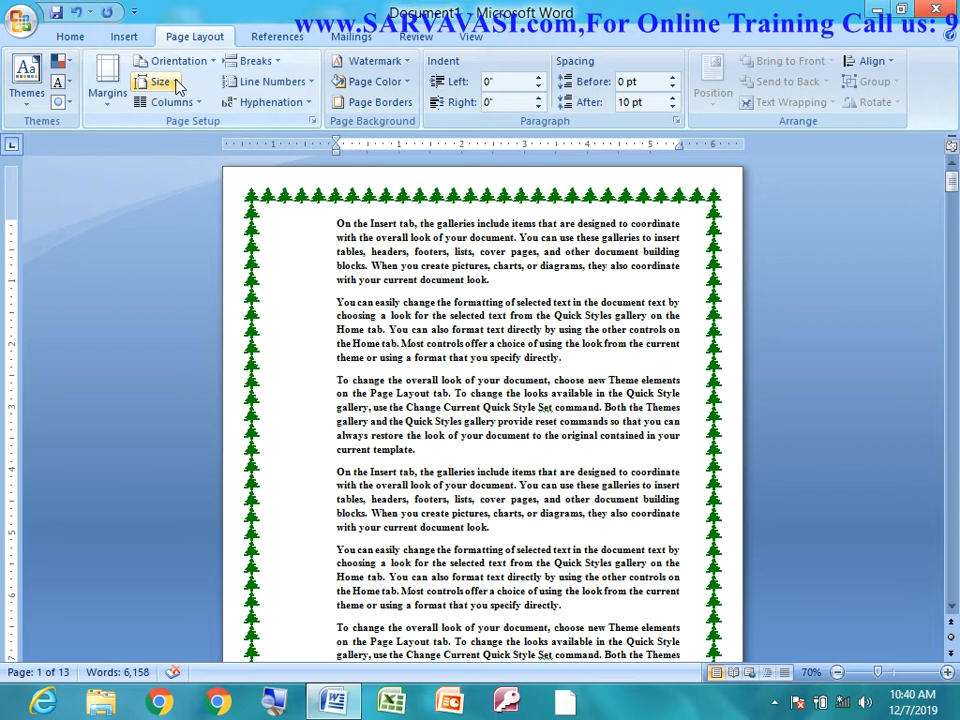 Document1 - Microsoft Word
www.SARVAVASI.com,For Online Training Call us: 9
Home Insert Page Layout References Mailings Review View
Themes
Themes
Margins
Orientation
Size
Columns
Breaks
Line Numbers
Hyphenation
Page Setup
Watermark
Page Color
Page Borders
Page Background
Indent
Left: 0"
Right: 0"
Spacing
Before: 0 pt
After: 10 pt
Paragraph
Position
Bring to Front
Send to Back
Text Wrapping
Align
Group
Rotate
Arrange
1 1 2 3 4 5 6
On the Insert tab, the galleries include items that are designed to coordinate
with the overall look of your document. You can use these galleries to insert
tables, headers, footers, lists, cover pages, and other document building
blocks. When you create pictures, charts, or diagrams, they also coordinate
with your current document look.
You can easily change the formatting of selected text in the document text by
choosing a look for the selected text from the Quick Styles gallery on the
Home tab. You can also format text directly by using the other controls on
the Home tab. Most controls offer a choice of using the look from the current
theme or using a format that you specify directly.
To change the overall look of your document, choose new Theme elements
on the Page Layout tab. To change the looks available in the Quick Style
gallery, use the Change Current Quick Style Set command. Both the Themes
gallery and the Quick Styles gallery provide reset commands so that you can
always restore the look of your document to the original contained in your
current template.
On the Insert tab, the galleries include items that are designed to coordinate
with the overall look of your document. You can use these galleries to insert
tables, headers, footers, lists, cover pages, and other document building
blocks. When you create pictures, charts, or diagrams, they also coordinate
with your current document look.
You can easily change the formatting of selected text in the document text by
choosing a look for the selected text from the Quick Styles gallery on the
Home tab. You can also format text directly by using the other controls on
the Home tab. Most controls offer a choice of using the look from the current
theme or using a format that you specify directly.
To change the overall look of your document, choose new Theme elements
on the Page Layout tab. To change the looks available in the Quick Style
gallery, use the Change Current Quick Style Set command. Both the Themes
Page: 1 of 13 Words: 6,158 70%
10:40 AM
12/7/2019